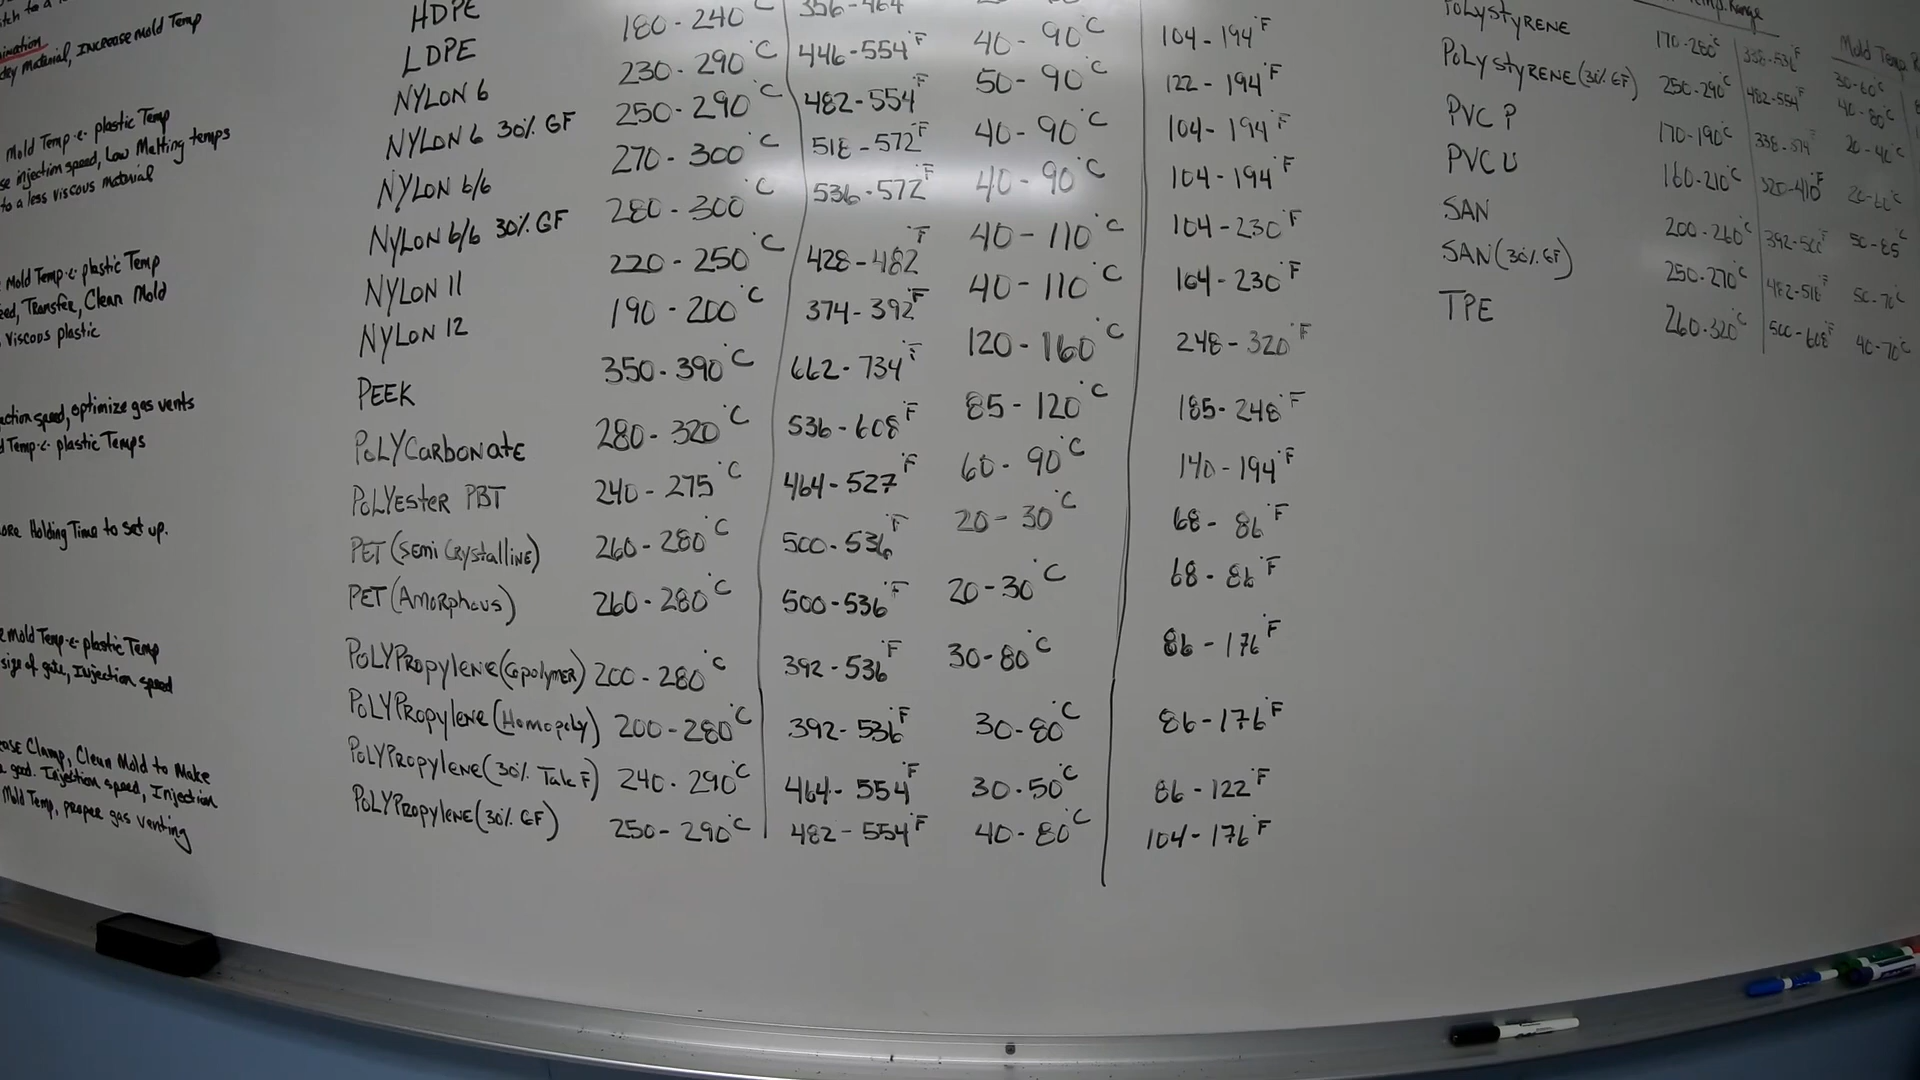 Mold Temp, Increase mold Temp
Mold Temp & plastic Temp
injection speed, Low Melting temps
to a less viscous material
Mold Temp & plastic Temp
Transfer, Clean Mold
viscous plastic
speed, optimize gas vents
Temp & plastic Temps
Holding Time to set up.
mold Temp & plastic Temp
size of gate, Injection speed
Clamp, Clean Mold to Make
good. Injection speed, Injection
Mold Temp, proper gas venting
HDPE
LDPE 180-240°C 356-464
NYLON 6 230-290°C 446-554°F 40-90°C 104-194°F
NYLON 6 30% GF 250-290°C 482-554°F 50-90°C 122-194°F
NYLON 6/6 270-300°C 518-572°F 40-90°C 104-194°F
NYLON 6/6 30% GF 280-300°C 536-572°F 40-90°C 104-194°F
NYLON 11 220-250°C 428-482°F 40-110°C 104-230°F
NYLON 12 190-200°C 374-392°F 40-110°C 104-230°F
PEEK 350-390°C 662-734°F 120-160°C 248-320°F
POLYCarbonatE 280-320°C 536-608°F 85-120°C 185-248°F
POLYEster PBT 240-275°C 464-527°F 60-90°C 140-194°F
PET (Semi Crystalline) 260-280°C 500-536°F 20-30°C 68-86°F
PET (Amorphous) 260-280°C 500-536°F 20-30°C 68-86°F
POLYPropylene (Copolymer) 200-280°C 392-536°F 30-80°C 86-176°F
POLYPropylene (Homopoly) 200-280°C 392-536°F 30-80°C 86-176°F
POLYPropylene (30% Talc F) 240-290°C 464-554°F 30-50°C 86-122°F
POLYPropylene (30% GF) 250-290°C 482-554°F 40-80°C 104-176°F
Temp. Range Mold Temp
POLYSTYRENE 170-280°C 338-536°F 30-60°C
POLYSTYRENE (30% GF) 250-290°C 482-554°F 40-80°C
PVC P 170-190°C 338-374°F 20-40°C
PVC U 160-210°C 320-410°F 20-60°C
SAN 200-260°C 392-500°F 50-85°C
SAN (30% GF) 250-270°C 482-518°F 50-70°C
TPE 260-320°C 500-608°F 40-70°C